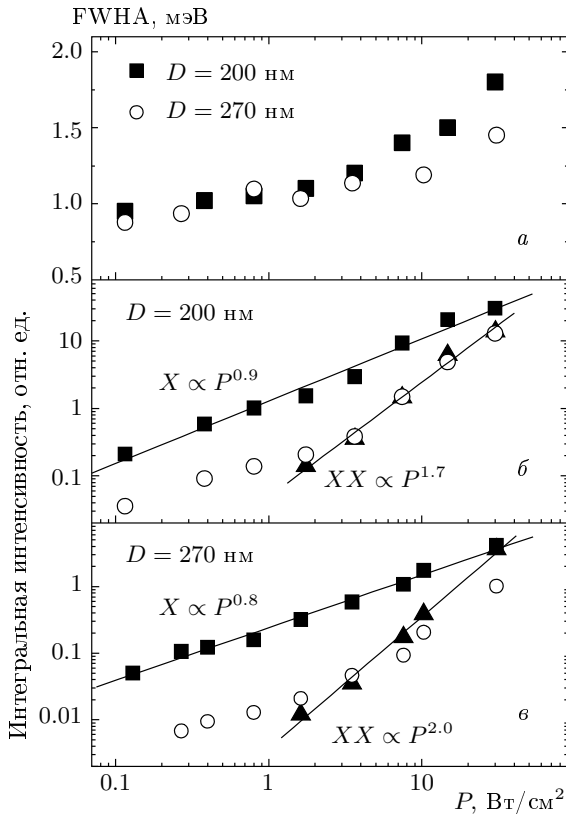 FWHA, мэВ
2.0
1.5
1.0
0.5
D = 200 нм
D = 270 нм
а
Интегральная интенсивность, отн. ед.
10
1
0.1
D = 200 нм
X ∝ P^0.9
XX ∝ P^1.7
б
1
0.1
0.01
D = 270 нм
X ∝ P^0.8
XX ∝ P^2.0
в
0.1
1
10
P, Вт/см^2